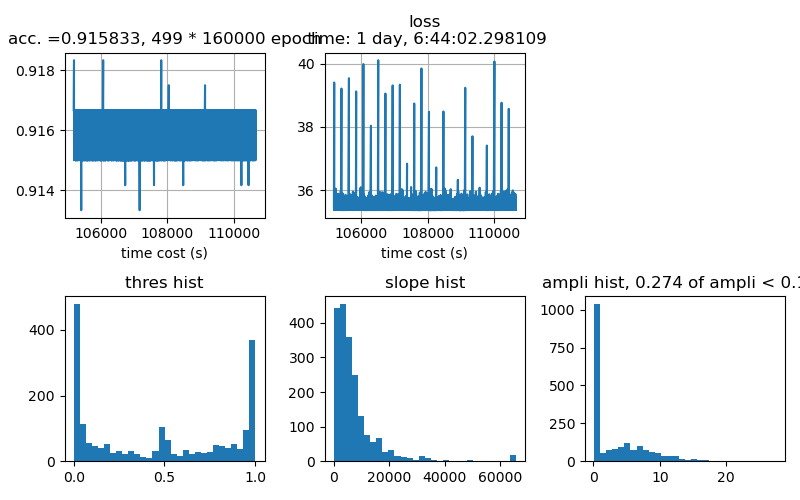 acc. =0.915833, 499 * 160000 epoch
loss
time: 1 day, 6:44:02.298109
0.918
0.916
0.914
106000 108000 110000
time cost (s)
40
38
36
106000 108000 110000
time cost (s)
thres hist
400
200
0
0.0 0.5 1.0
slope hist
400
300
200
100
0
0 20000 40000 60000
ampli hist, 0.274 of ampli < 0.1
1000
750
500
250
0
0 10 20